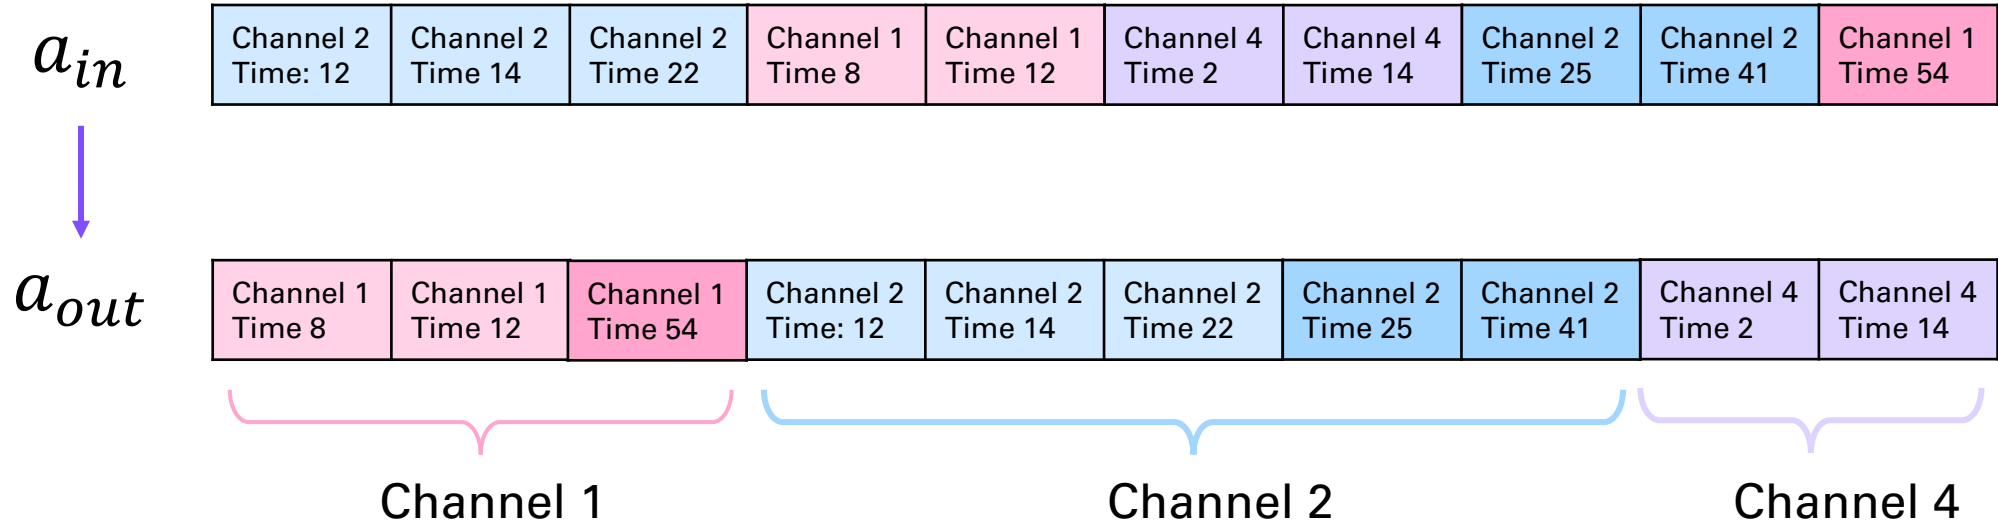 a_in
Channel 2 Channel 2 Channel 2 Channel 1 Channel 1 Channel 4 Channel 4 Channel 2 Channel 2 Channel 1
Time: 12 Time 14 Time 22 Time 8 Time 12 Time 2 Time 14 Time 25 Time 41 Time 54
a_out
Channel 1 Channel 1 Channel 1 Channel 2 Channel 2 Channel 2 Channel 2 Channel 2 Channel 4 Channel 4
Time 8 Time 12 Time 54 Time: 12 Time 14 Time 22 Time 25 Time 41 Time 2 Time 14
Channel 1 Channel 2 Channel 4